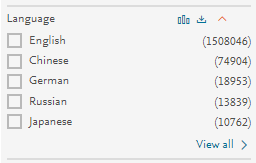 Language
English (1508046)
Chinese (74904)
German (18953)
Russian (13839)
Japanese (10762)
View all